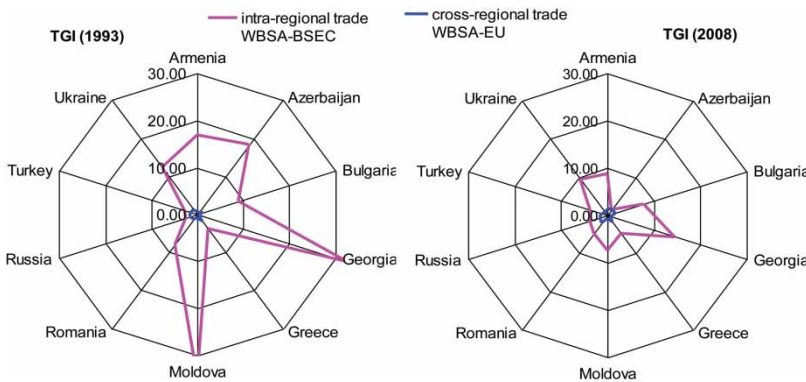 intra-regional trade
WBSA-BSEC
cross-regional trade
WBSA-EU
TGI (1993)
Armenia
30.00
Ukraine
Azerbaijan
20.00
Turkey
10.00
Bulgaria
0.00
Russia
Georgia
Romania
Greece
Moldova
TGI (2008)
Armenia
30.00
Ukraine
Azerbaijan
20.00
Turkey
10.00
Bulgaria
0.00
Russia
Georgia
Romania
Greece
Moldova